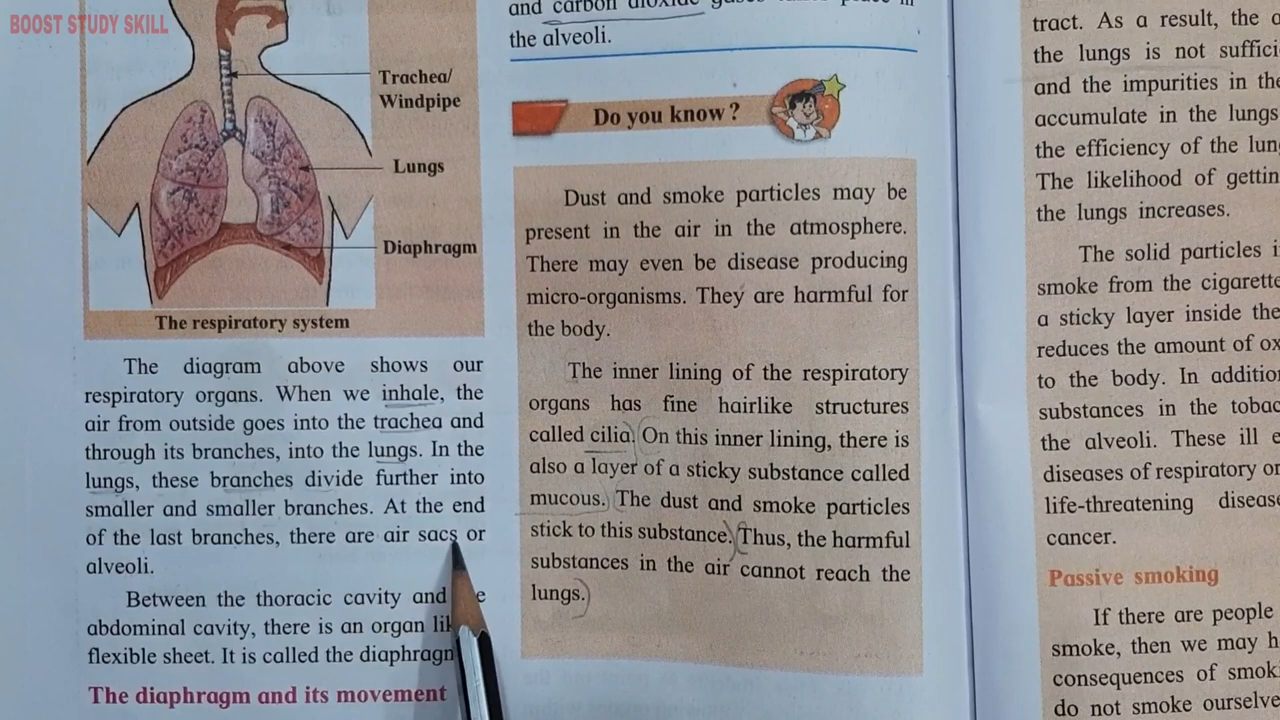 BOOST STUDY SKILL
Trachea/
Windpipe
Lungs
Diaphragm
The respiratory system
The diagram above shows our
respiratory organs. When we inhale, the
air from outside goes into the trachea and
through its branches, into the lungs. In the
lungs, these branches divide further into
smaller and smaller branches. At the end
of the last branches, there are air sacs or
alveoli.
Between the thoracic cavity and
abdominal cavity, there is an organ
flexible sheet. It is called the
The diaphragm and its movement
and carbon dioxide gases place in
the alveoli.
Do you know ?
Dust and smoke particles may be
present in the air in the atmosphere.
There may even be disease producing
micro-organisms. They are harmful for
the body.
The inner lining of the respiratory
organs has fine hairlike structures
called cilia. On this inner lining, there is
also a layer of a sticky substance called
mucous. The dust and smoke particles
stick to this substance. Thus, the harmful
substances in the air cannot reach the
lungs.
tract. As a result, the
the lungs is not
and the impurities in the
accumulate in the lungs
the efficiency of the
The likelihood of
the lungs increases.
The solid particles
smoke from the cigarette
a sticky layer inside the
reduces the amount of
to the body. In
substances in the
the alveoli. These ill
diseases of respiratory
life-threatening
cancer.
Passive smoking
If there are people
smoke, then we may
consequences of
do not smoke